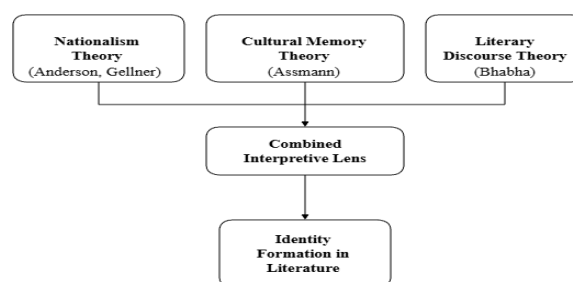 Nationalism
Theory
(Anderson, Gellner)
Cultural Memory
Theory
(Assmann)
Literary
Discourse Theory
(Bhabha)
Combined
Interpretive Lens
Identity
Formation in
Literature